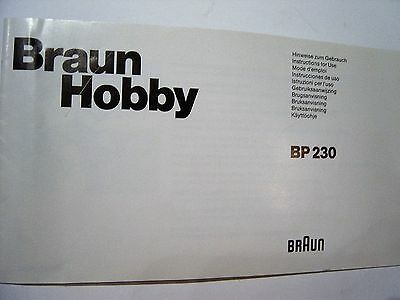 Braun
Hobby
Hinweise zum Gebrauch
Instructions for Use
Mode d'emploi
Instrucciones de uso
Istruzioni per l'uso
Gebruiksaanwijzing
Brugsanvisning
Bruksanvisning
Bruksanvisning
Käyttöohje
BP 230
BRAUN